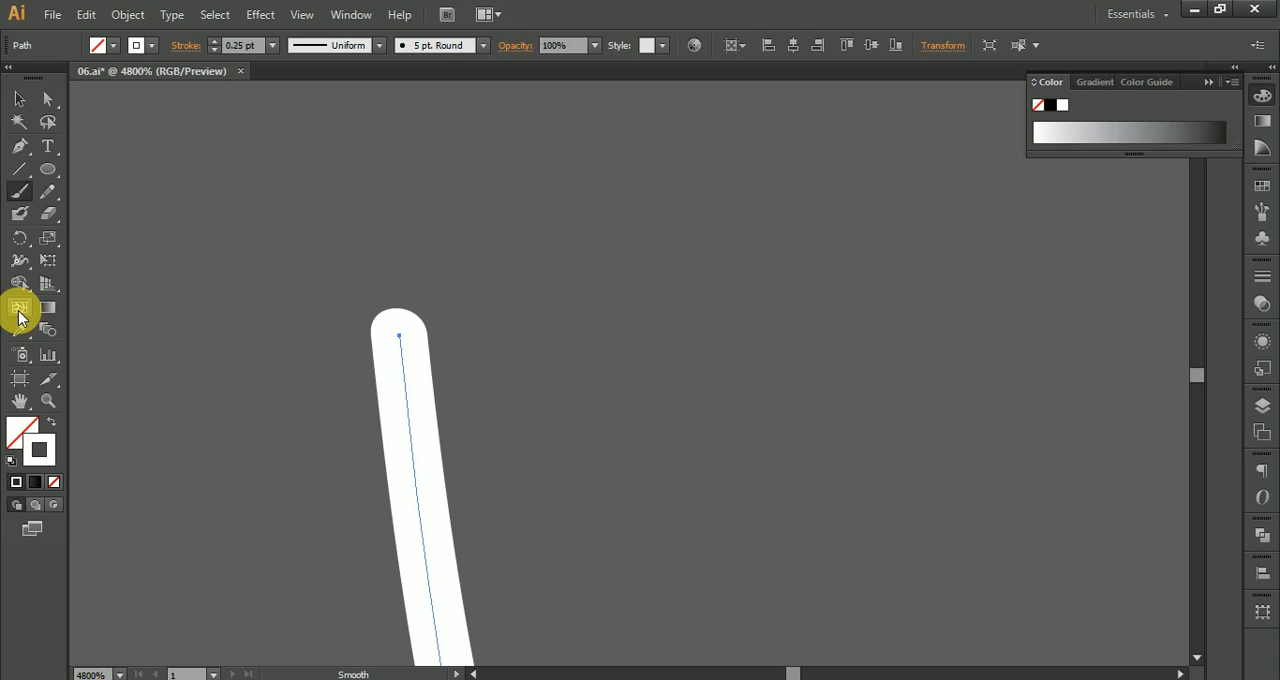 Ai File Edit Object Type Select Effect View Window Help Br Essentials
Path Stroke: 0.25 pt Uniform 5 pt. Round Opacity: 100% Style: Transform
06.ai* @ 4800% (RGB/Preview)
Color Gradient Color Guide
T
4800% 1 Smooth